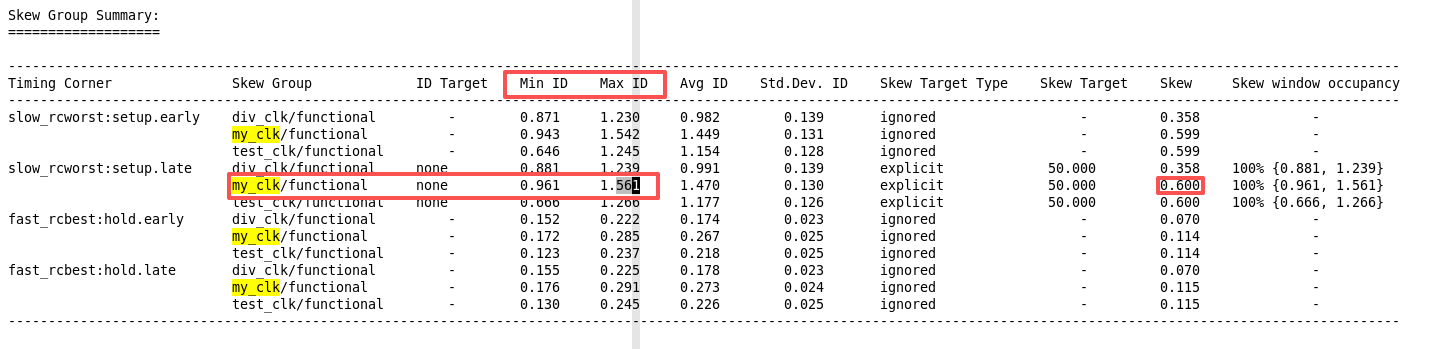 Skew Group Summary:
===================
------------------------------------------------------------------------------------------------------------------------------------------------------------------------------
Timing Corner Skew Group ID Target Min ID Max ID Avg ID Std.Dev. ID Skew Target Type Skew Target Skew Skew window occupancy
------------------------------------------------------------------------------------------------------------------------------------------------------------------------------
slow_rcworst:setup.early div_clk/functional - 0.871 1.230 0.982 0.139 ignored - 0.358 -
my_clk/functional - 0.943 1.542 1.449 0.131 ignored - 0.599 -
test_clk/functional - 0.646 1.245 1.154 0.128 ignored - 0.599 -
slow_rcworst:setup.late div_clk/functional none 0.881 1.239 0.991 0.139 explicit 50.000 0.358 100% {0.881, 1.239}
my_clk/functional none 0.961 1.561 1.470 0.130 explicit 50.000 0.600 100% {0.961, 1.561}
test_clk/functional none 0.666 1.266 1.177 0.126 explicit 50.000 0.600 100% {0.666, 1.266}
fast_rcbest:hold.early div_clk/functional - 0.152 0.222 0.174 0.023 ignored - 0.070 -
my_clk/functional - 0.172 0.285 0.267 0.025 ignored - 0.114 -
test_clk/functional - 0.123 0.237 0.218 0.025 ignored - 0.114 -
fast_rcbest:hold.late div_clk/functional - 0.155 0.225 0.178 0.023 ignored - 0.070 -
my_clk/functional - 0.176 0.291 0.273 0.024 ignored - 0.115 -
test_clk/functional - 0.130 0.245 0.226 0.025 ignored - 0.115 -
------------------------------------------------------------------------------------------------------------------------------------------------------------------------------